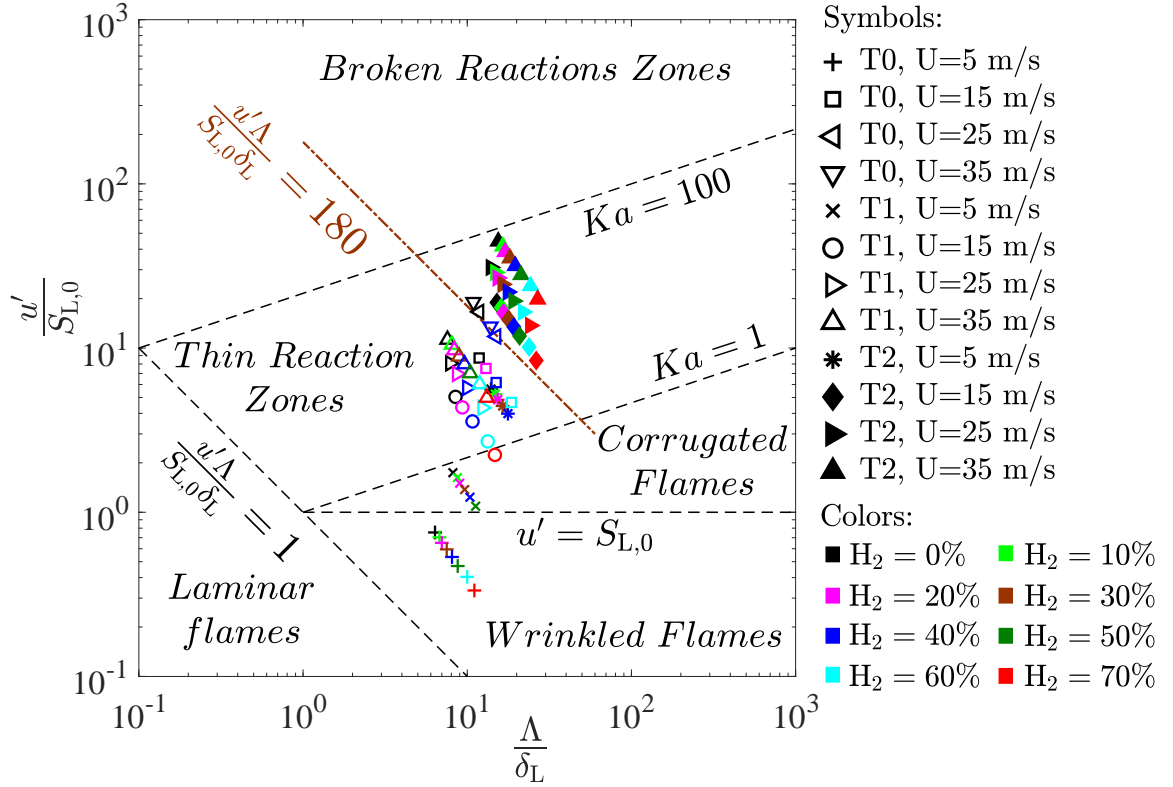 10^3
10^2
10^1
10^0
10^-1
u'/S_L,0
10^-1
10^0
10^1
10^2
10^3
Λ/δ_L
Broken Reactions Zones
u'Λ/S_L,0 δ_L = 180
Ka = 100
Thin Reaction
Zones
Ka = 1
Corrugated
Flames
u'Λ/S_L,0 δ_L = 1
u' = S_L,0
Laminar
flames
Wrinkled Flames
Symbols:
T0, U=5 m/s
T0, U=15 m/s
T0, U=25 m/s
T0, U=35 m/s
T1, U=5 m/s
T1, U=15 m/s
T1, U=25 m/s
T1, U=35 m/s
T2, U=5 m/s
T2, U=15 m/s
T2, U=25 m/s
T2, U=35 m/s
Colors:
H₂ = 0% H₂ = 10%
H₂ = 20% H₂ = 30%
H₂ = 40% H₂ = 50%
H₂ = 60% H₂ = 70%